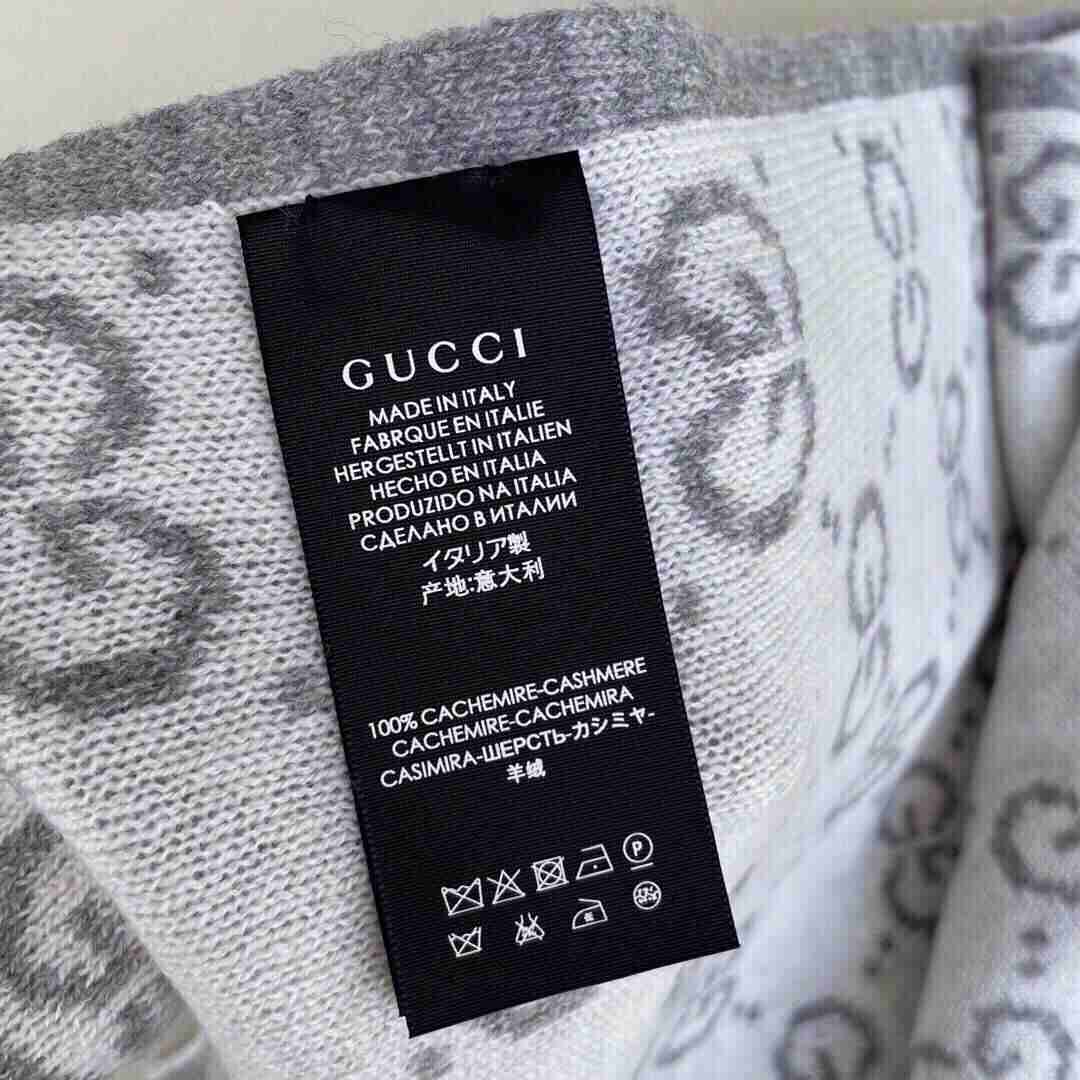 GUCCI
MADE IN ITALY
FABRQUE EN ITALIE
HERGESTELLT IN ITALIEN
HECHO EN ITALIA
PRODUZIDO NA ITALIA
СДЕЛАНО В ИТАЛИИ
イタリア製
产地:意大利
100% CACHEMIRE-CASHMERE
CACHEMIRE-CACHEMIRA
CASIMIRA-ШЕРСТЬ-カシミヤ-
羊绒
P